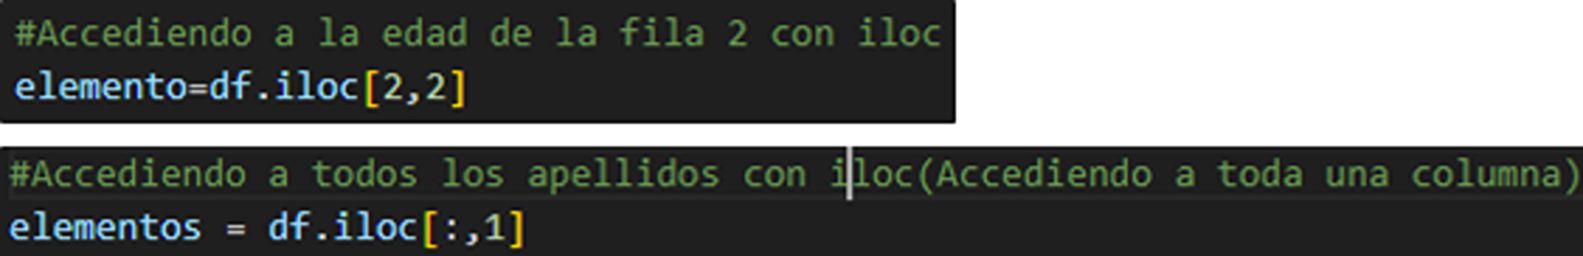 #Accediendo a la edad de la fila 2 con iloc
elemento=df.iloc[2,2]
#Accediendo a todos los apellidos con iloc(Accediendo a toda una columna)
elementos = df.iloc[:,1]